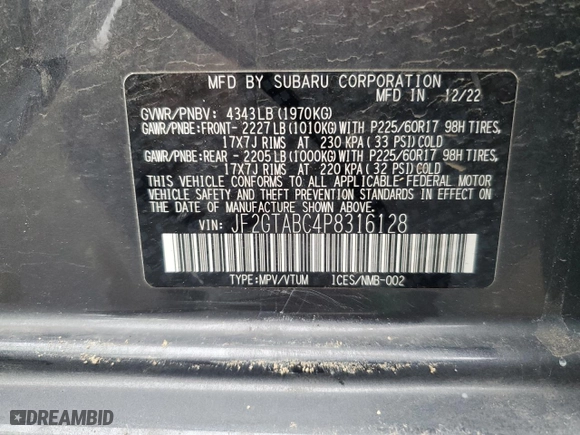 MFD BY SUBARU CORPORATION
MFD IN 12/22
GVWR/PNBV: 4343LB(1970KG)
GAWR/PNBE:FRONT- 2227LB(1010KG)WITH P225/60R17 98H TIRES,
17X7J RIMS AT 230 KPA( 33 PSI)COLD
GAWR/PNBE:REAR - 2205LB(1000KG)WITH P225/60R17 98H TIRES,
17X7J RIMS AT 220 KPA( 32 PSI)COLD
THIS VEHICLE CONFORMS TO ALL APPLICABLE FEDERAL MOTOR
VEHICLE SAFETY AND THEFT PREVENTION STANDARDS IN EFFECT ON
THE DATE OF MANUFACTURE SHOWN ABOVE.
VIN: JF2GTABC4P8316128
TYPE:MPV/VTUM ICES/NMB-002
DREAMBID